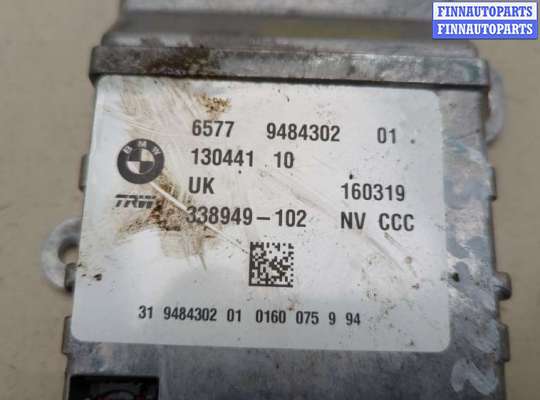 FINNAUTOPARTS
FINNAUTOPARTS
6577 9484302 01
BMW
130441 10
UK 160319
TRW 338949-102 NV CCC
31 9484302 01 0160 075 9 94